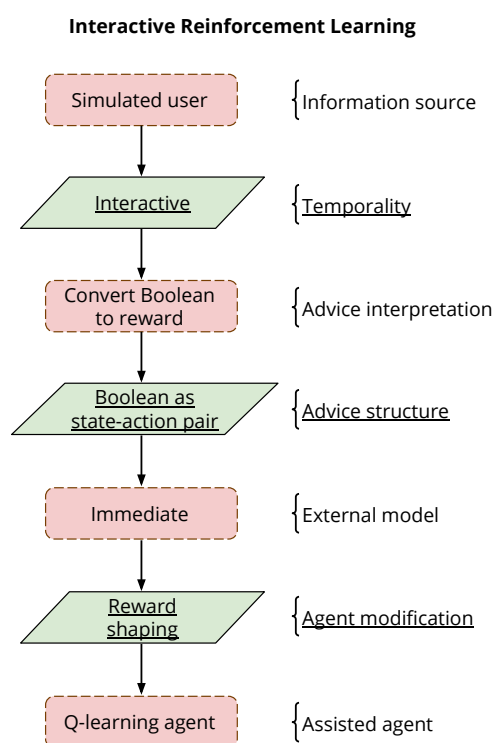 Interactive Reinforcement Learning
Simulated user
Information source
Interactive
Temporality
Convert Boolean
to reward
Advice interpretation
Boolean as
state-action pair
Advice structure
Immediate
External model
Reward
shaping
Agent modification
Q-learning agent
Assisted agent